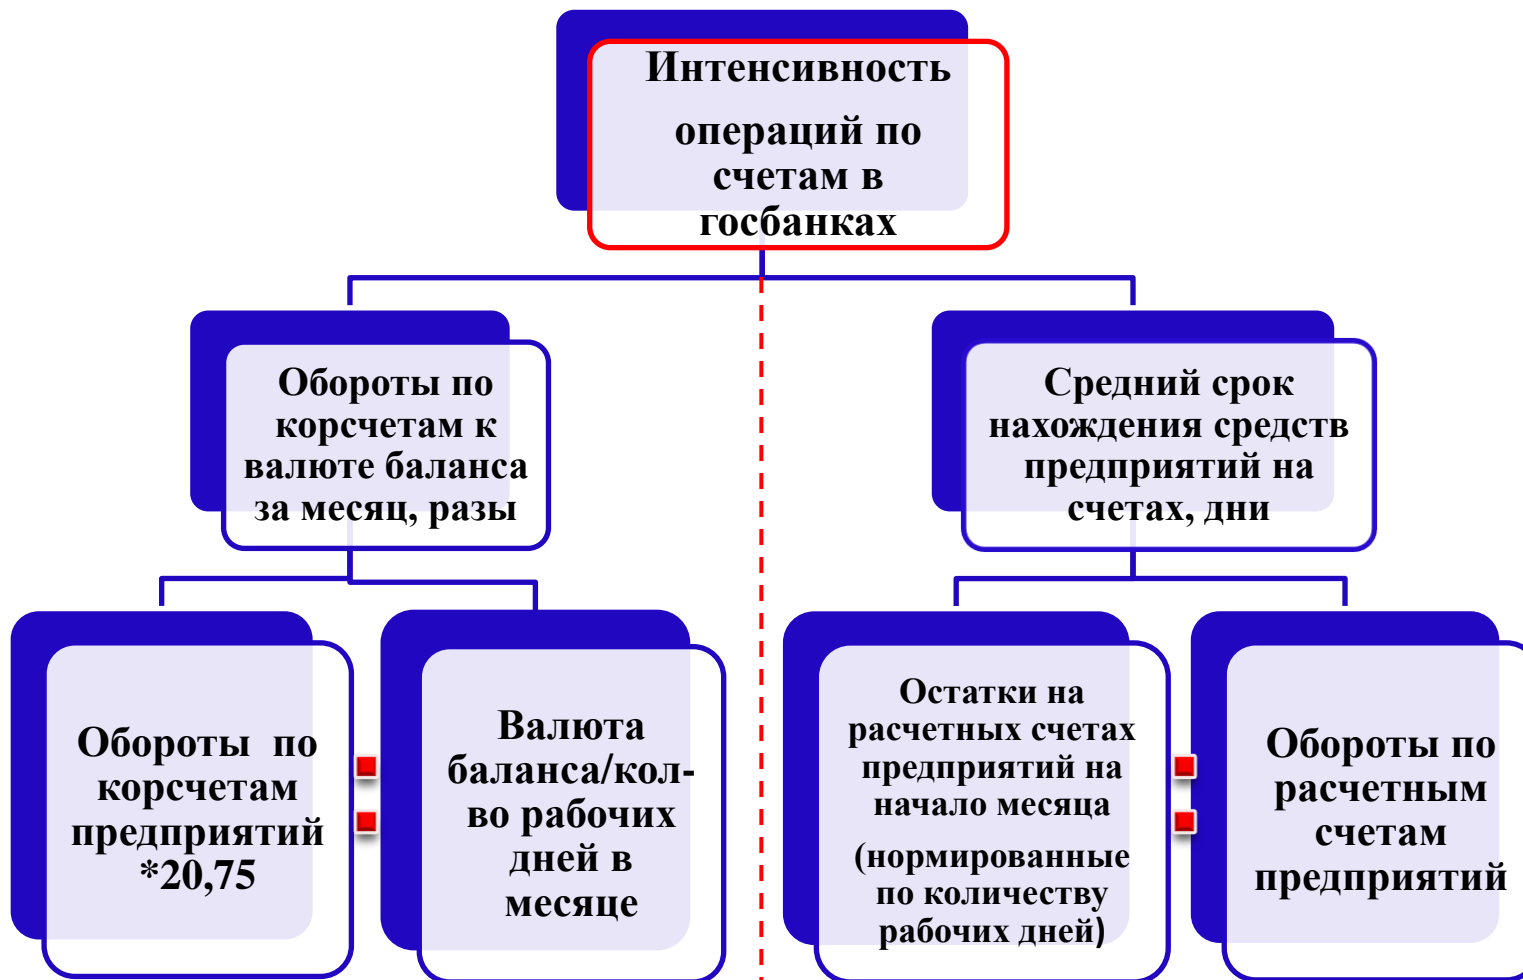 Интенсивность
операций по
счетам в
госбанках
Обороты по
корсчетам к
валюте баланса
за месяц, разы
Средний срок
нахождения средств
предприятий на
счетах, дни
Обороты по
корсчетам
предприятий
*20,75
Валюта
баланса/кол-
во рабочих
дней в
месяце
Остатки на
расчетных счетах
предприятий на
начало месяца
(нормированные
по количеству
рабочих дней)
Обороты по
расчетным
счетам
предприятий